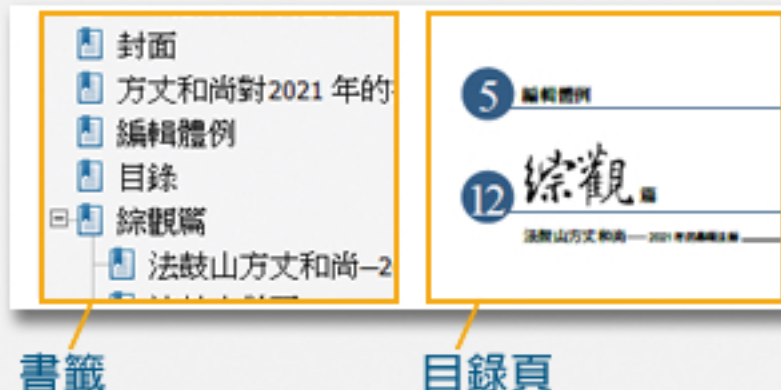 封面
方丈和尚對2021 年的
編輯體例
目錄
綜觀篇
法鼓山方丈和尚–2
5 編輯體例
12 綜觀 篇
法鼓山方丈和尚── 2021 年的
書籤
目錄頁